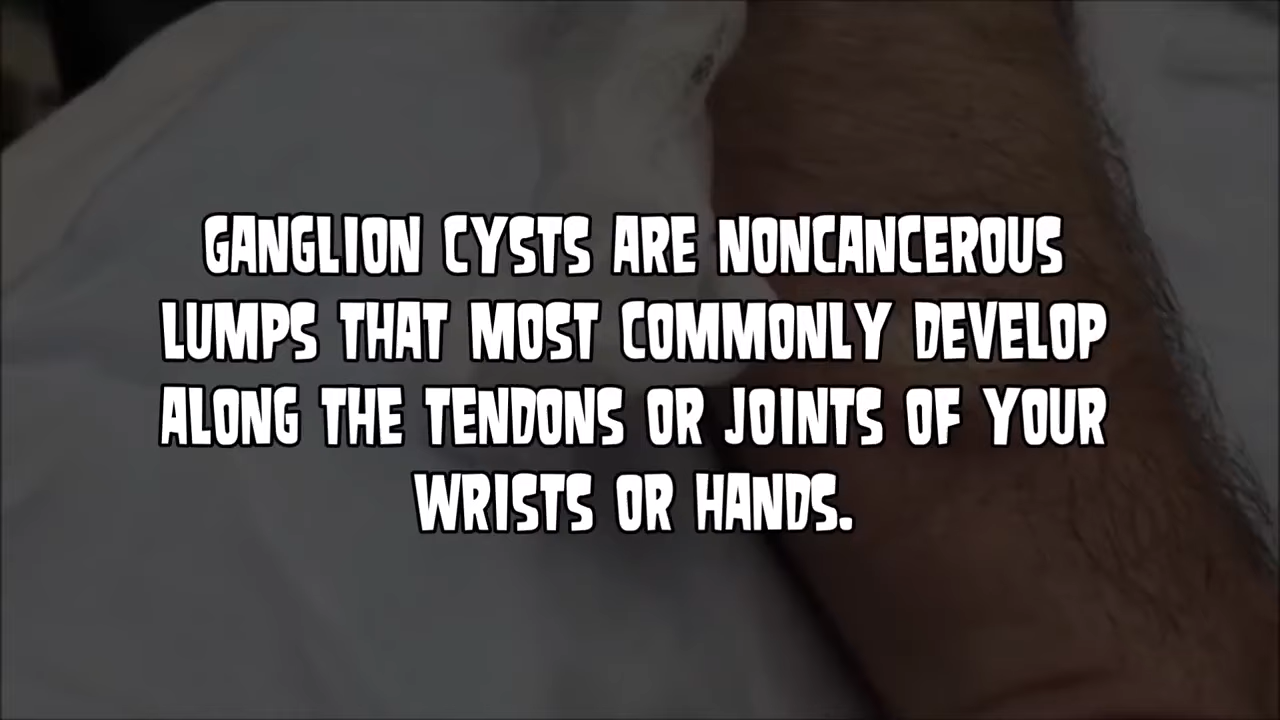 GANGLION CYSTS ARE NONCANCEROUS
LUMPS THAT MOST COMMONLY DEVELOP
ALONG THE TENDONS OR JOINTS OF YOUR
WRISTS OR HANDS.